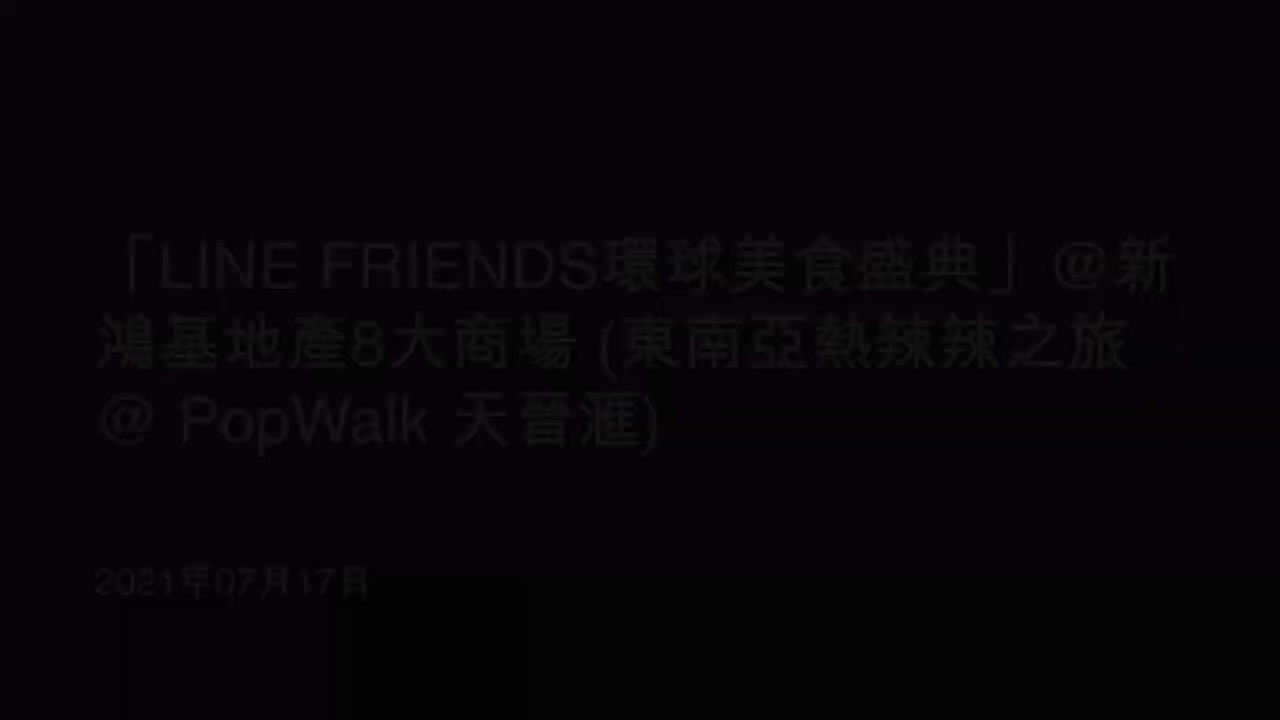 「LINE FRIENDS環球美食盛典」@新
鴻基地產8大商場 (東南亞熱辣辣之旅
@ PopWalk 天晉滙)
2021年07月17日